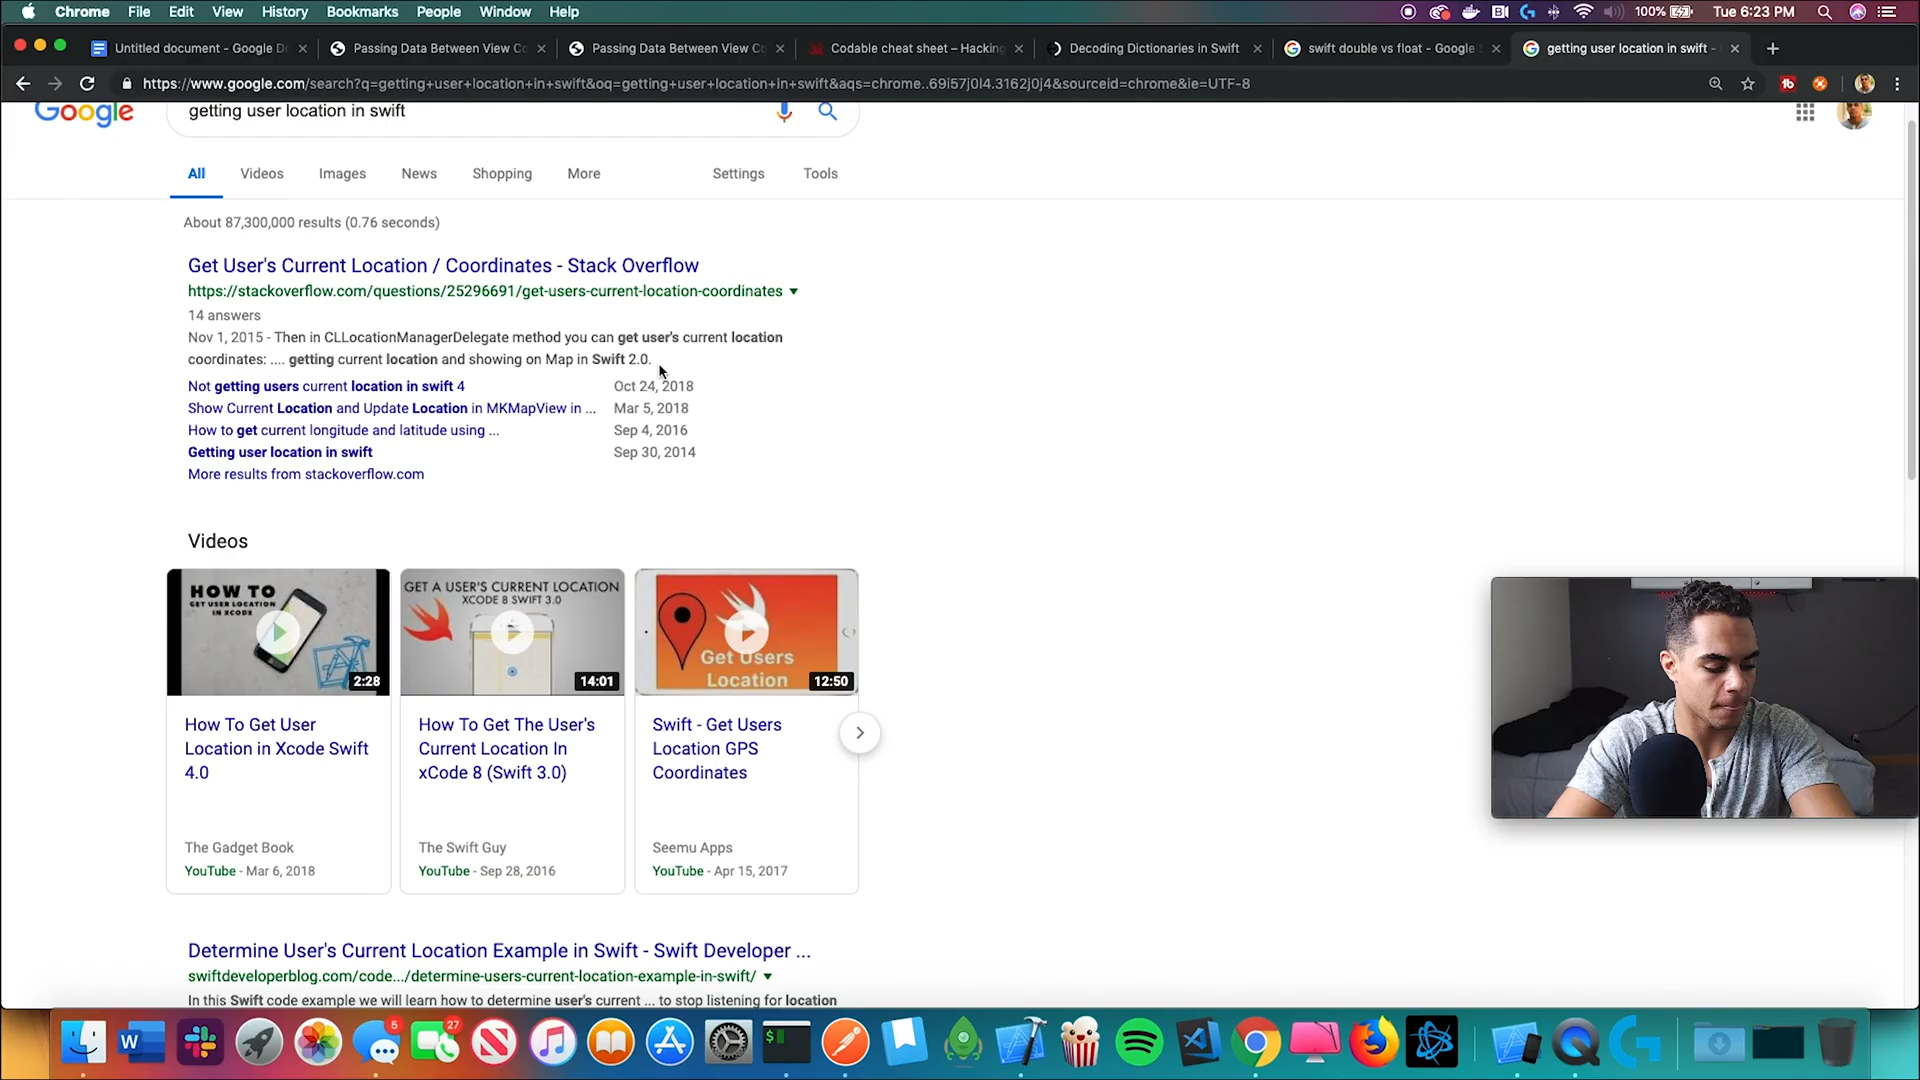 Chrome File Edit View History Bookmarks People Window Help
100% Tue 6:23 PM
Untitled document - Google D
Passing Data Between View Co
Passing Data Between View Co
Codable cheat sheet – Hacking
Decoding Dictionaries in Swift
swift double vs float - Google S
getting user location in swift -
https://www.google.com/search?q=getting+user+location+in+swift&oq=getting+user+location+in+swift&aqs=chrome..69i57j0l4.3162j0j4&sourceid=chrome&ie=UTF-8
Google
getting user location in swift
All Videos Images News Shopping More Settings Tools
About 87,300,000 results (0.76 seconds)
Get User's Current Location / Coordinates - Stack Overflow
https://stackoverflow.com/questions/25296691/get-users-current-location-coordinates
14 answers
Nov 1, 2015 - Then in CLLocationManagerDelegate method you can get user's current location
coordinates: .... getting current location and showing on Map in Swift 2.0.
Not getting users current location in swift 4 Oct 24, 2018
Show Current Location and Update Location in MKMapView in ... Mar 5, 2018
How to get current longitude and latitude using ... Sep 4, 2016
Getting user location in swift Sep 30, 2014
More results from stackoverflow.com
Videos
HOW TO
GET USER LOCATION
IN XCODE
2:28
How To Get User
Location in Xcode Swift
4.0
The Gadget Book
YouTube - Mar 6, 2018
GET A USER'S CURRENT LOCATION
XCODE 8 SWIFT 3.0
14:01
How To Get The User's
Current Location In
xCode 8 (Swift 3.0)
The Swift Guy
YouTube - Sep 28, 2016
Get Users
Location
12:50
Swift - Get Users
Location GPS
Coordinates
Seemu Apps
YouTube - Apr 15, 2017
Determine User's Current Location Example in Swift - Swift Developer ...
swiftdeveloperblog.com/code.../determine-users-current-location-example-in-swift/
In this Swift code example we will learn how to determine user's current ... to stop listening for location
W
5
27
$